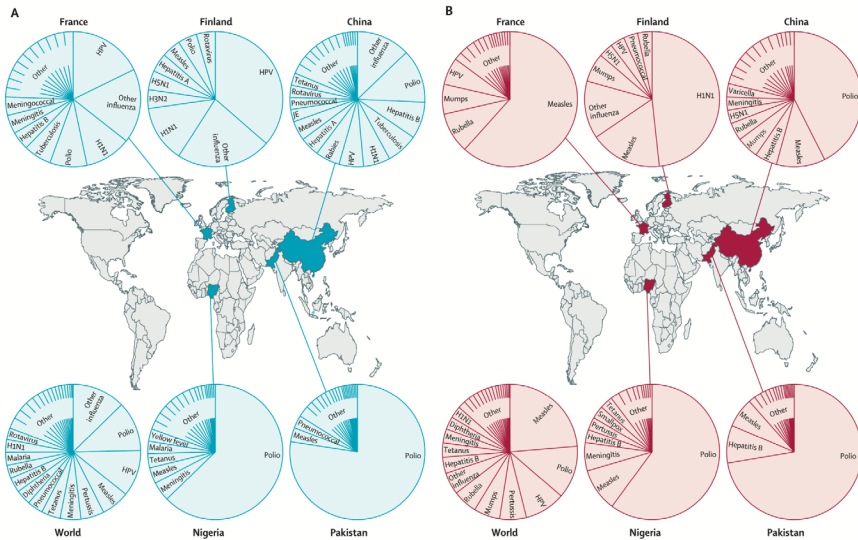 A
France
Finland
China
HPV
Other
influenza
H1N1
Polio
Tuberculosis
Hepatitis B
Meningitis
Meningococcal
Other
HPV
Other
influenza
H1N1
H3N2
H5N1
Hepatitis A
Measles
Polio
Rotavirus
Other
influenza
Polio
Hepatitis B
Tuberculosis
H1N1
HPV
Rabies
Hepatitis A
Measles
JE
Pneumococcal
Rotavirus
Tetanus
Other
Other
influenza
Polio
HPV
Measles
Pertussis
Meningitis
Tetanus
Pneumococcal
Diphtheria
Hepatitis B
Rubella
Malaria
H1N1
Rotavirus
Other
Polio
Meningitis
Measles
Tetanus
Malaria
Yellow fever
Other
Polio
Measles
Pneumococcal
Other
World
Nigeria
Pakistan
B
France
Finland
China
Measles
Rubella
Mumps
HPV
Other
H1N1
Measles
Other
influenza
Mumps
H5N1
HPV
Pneumococcal
Rubella
Polio
Measles
Hepatitis B
Mumps
Rubella
H5N1
Meningitis
Varicella
Other
Measles
Polio
HPV
Pertussis
Mumps
Rubella
Other
influenza
Hepatitis B
Tetanus
Meningitis
Diphtheria
H1N1
Other
Polio
Measles
Meningitis
Hepatitis B
Pertussis
Smallpox
Tetanus
Other
Polio
Hepatitis B
Measles
Other
World
Nigeria
Pakistan